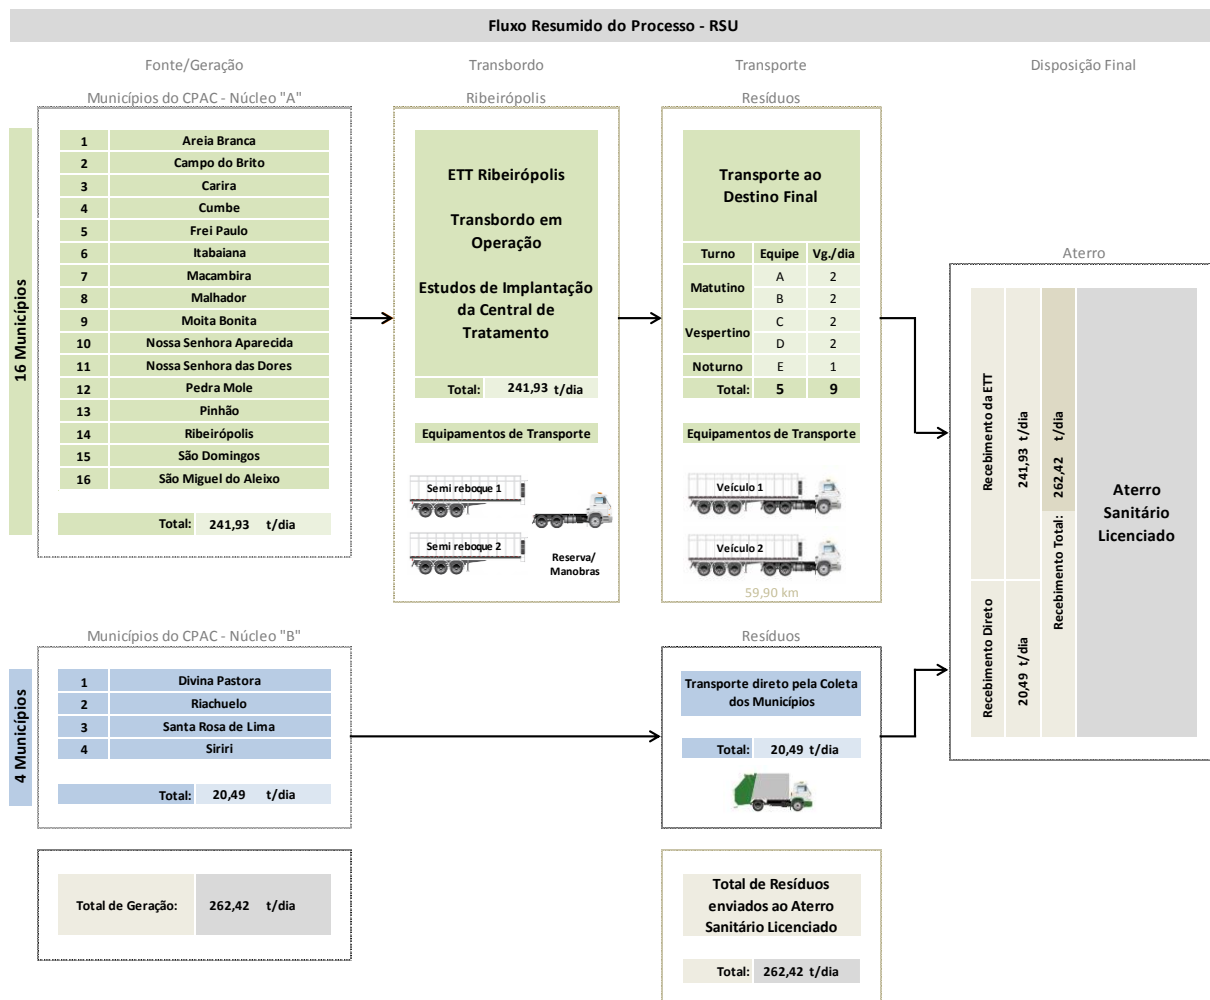 Fluxo Resumido do Processo - RSU
Fonte/Geração
Transbordo
Transporte
Disposição Final
Municípios do CPAC - Núcleo "A"
16 Municípios
1 Areia Branca
2 Campo do Brito
3 Carira
4 Cumbe
5 Frei Paulo
6 Itabaiana
7 Macambira
8 Malhador
9 Moita Bonita
10 Nossa Senhora Aparecida
11 Nossa Senhora das Dores
12 Pedra Mole
13 Pinhão
14 Ribeirópolis
15 São Domingos
16 São Miguel do Aleixo
Total: 241,93 t/dia
Ribeirópolis
ETT Ribeirópolis
Transbordo em
Operação
Estudos de Implantação
da Central de
Tratamento
Total: 241,93 t/dia
Equipamentos de Transporte
Semi reboque 1
Semi reboque 2
Reserva/
Manobras
Resíduos
Transporte ao
Destino Final
Turno Equipe Vg./dia
Matutino
A 2
B 2
Vespertino
C 2
D 2
Noturno E 1
Total: 5 9
Equipamentos de Transporte
Veículo 1
Veículo 2
59,90 km
Aterro
Recebimento da ETT
241,93 t/dia
Recebimento Direto
20,49 t/dia
Recebimento Total: 262,42 t/dia
Aterro
Sanitário
Licenciado
Municípios do CPAC - Núcleo "B"
4 Municípios
1 Divina Pastora
2 Riachuelo
3 Santa Rosa de Lima
4 Siriri
Total: 20,49 t/dia
Resíduos
Transporte direto pela Coleta
dos Municípios
Total: 20,49 t/dia
Total de Geração: 262,42 t/dia
Total de Resíduos
enviados ao Aterro
Sanitário Licenciado
Total: 262,42 t/dia